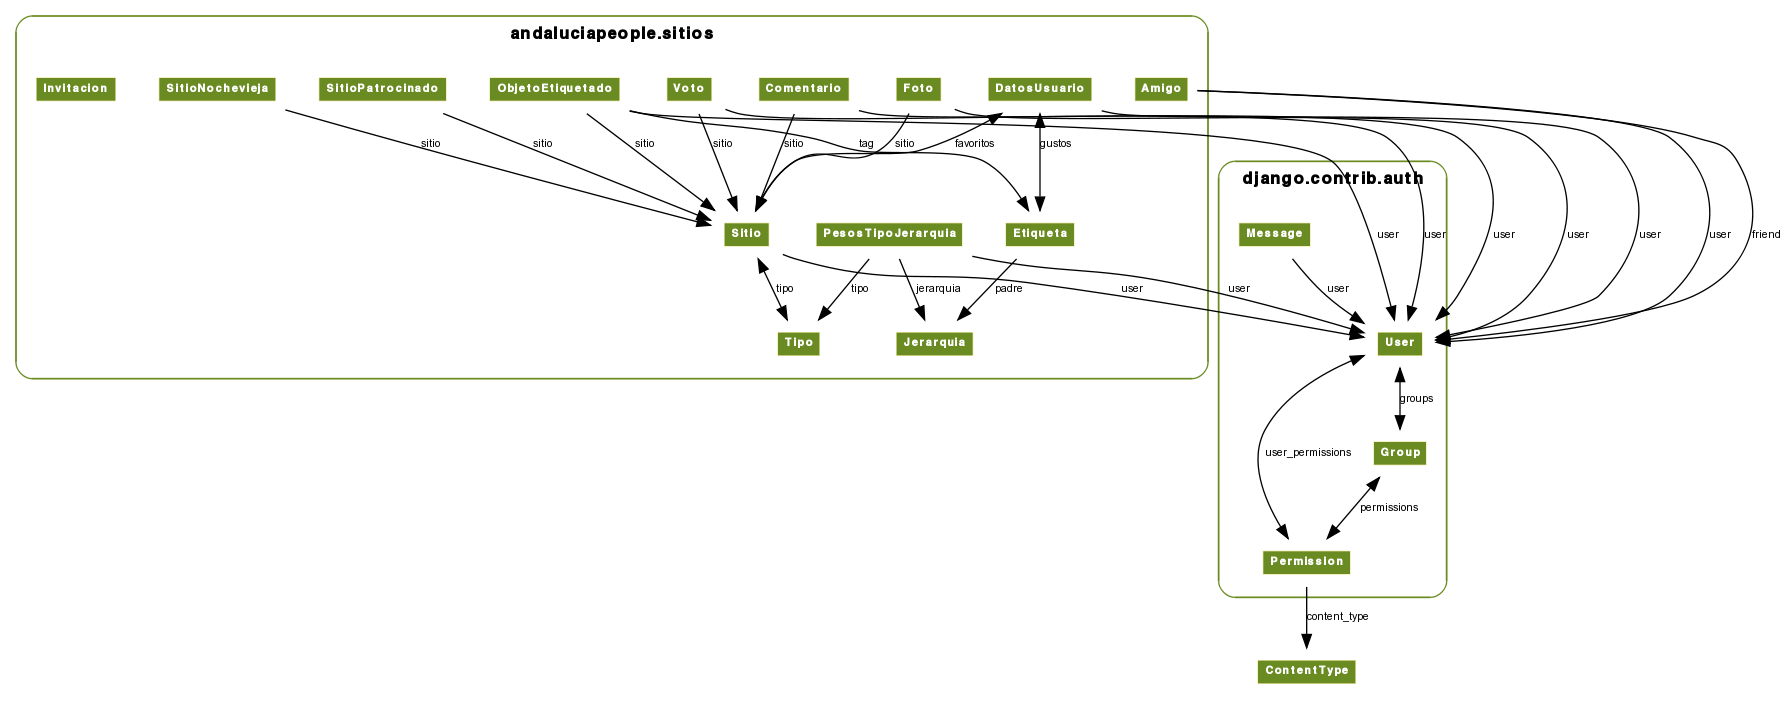 andaluciapeople.sitios
Invitacion SitioNochevieja SitioPatrocinado ObjetoEtiquetado Voto Comentario Foto DatosUsuario Amigo
sitio sitio sitio sitio sitio tag sitio favoritos gustos
django.contrib.auth
Sitio PesosTipoJerarquia Etiqueta Message user user user user user user friend
tipo tipo jerarquia padre user user user
Tipo Jerarquia User
groups
user_permissions Group
permissions
Permission
content_type
ContentType